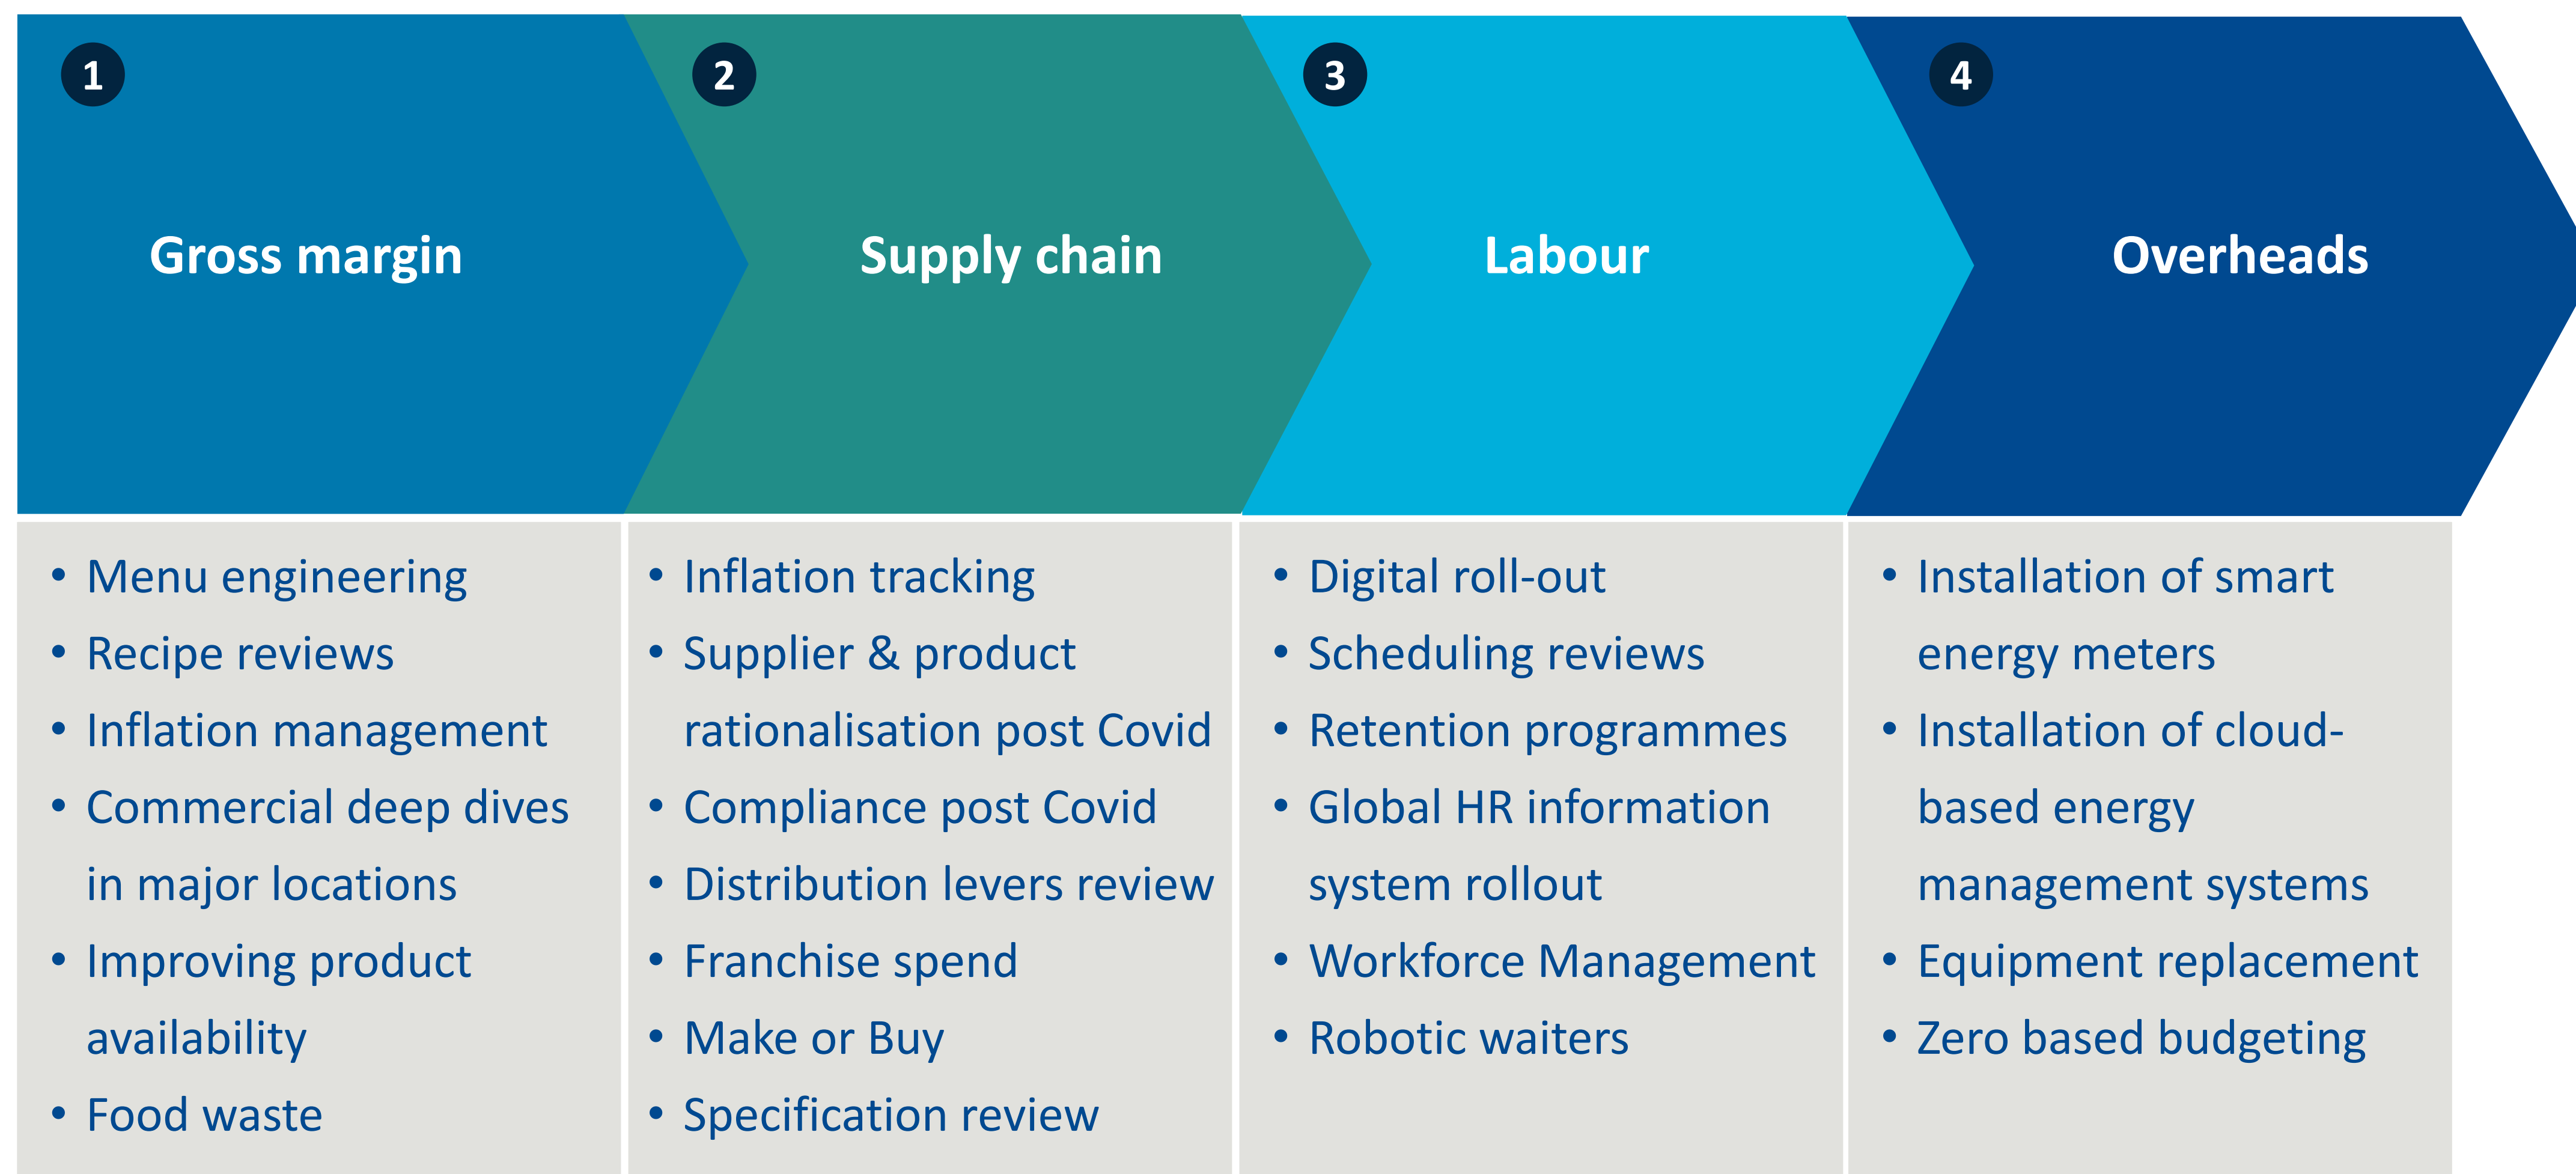 1
Gross margin
2
Supply chain
3
Labour
4
Overheads
• Menu engineering
• Recipe reviews
• Inflation management
• Commercial deep dives
in major locations
• Improving product
availability
• Food waste
• Inflation tracking
• Supplier & product
rationalisation post Covid
• Compliance post Covid
• Distribution levers review
• Franchise spend
• Make or Buy
• Specification review
• Digital roll-out
• Scheduling reviews
• Retention programmes
• Global HR information
system rollout
• Workforce Management
• Robotic waiters
• Installation of smart
energy meters
• Installation of cloud-
based energy
management systems
• Equipment replacement
• Zero based budgeting